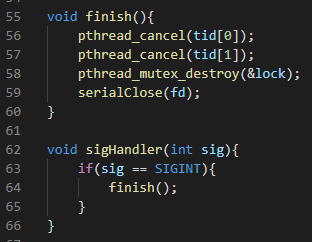 55 void finish(){
56 pthread_cancel(tid[0]);
57 pthread_cancel(tid[1]);
58 pthread_mutex_destroy(&lock);
59 serialClose(fd);
60 }
61
62 void sigHandler(int sig){
63 if(sig == SIGINT){
64 finish();
65 }
66 }